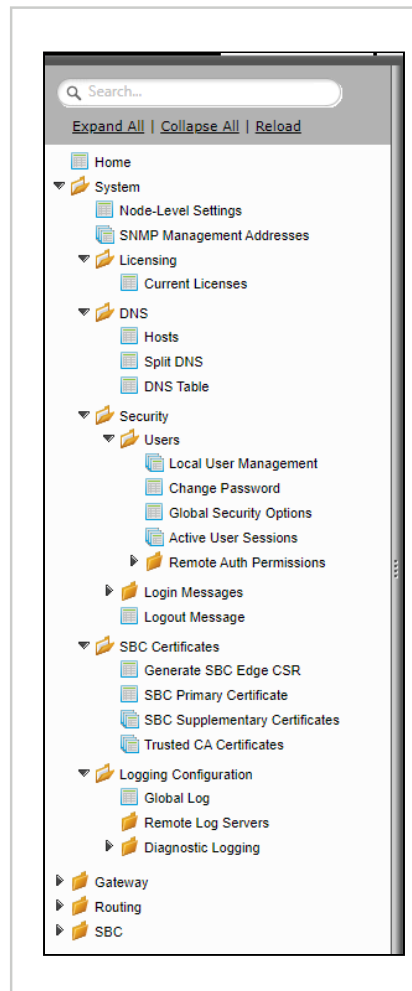 Search...
Expand All | Collapse All | Reload
Home
System
Node-Level Settings
SNMP Management Addresses
Licensing
Current Licenses
DNS
Hosts
Split DNS
DNS Table
Security
Users
Local User Management
Change Password
Global Security Options
Active User Sessions
Remote Auth Permissions
Login Messages
Logout Message
SBC Certificates
Generate SBC Edge CSR
SBC Primary Certificate
SBC Supplementary Certificates
Trusted CA Certificates
Logging Configuration
Global Log
Remote Log Servers
Diagnostic Logging
Gateway
Routing
SBC